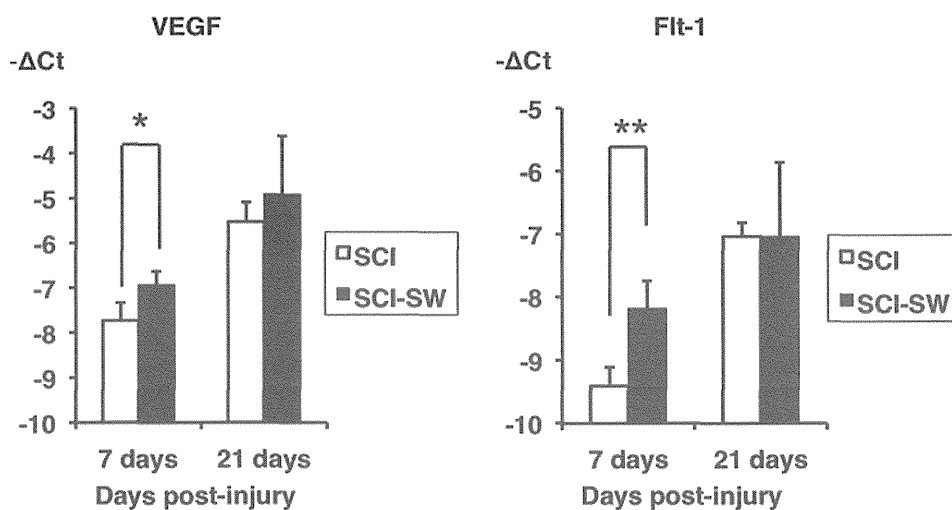 VEGF
-ΔCt
-3
-4
-5
-6
-7
-8
-9
-10
*
7 days
21 days
Days post-injury
SCI
SCI-SW
Flt-1
-ΔCt
-5
-6
-7
-8
-9
-10
**
7 days
21 days
Days post-injury
SCI
SCI-SW